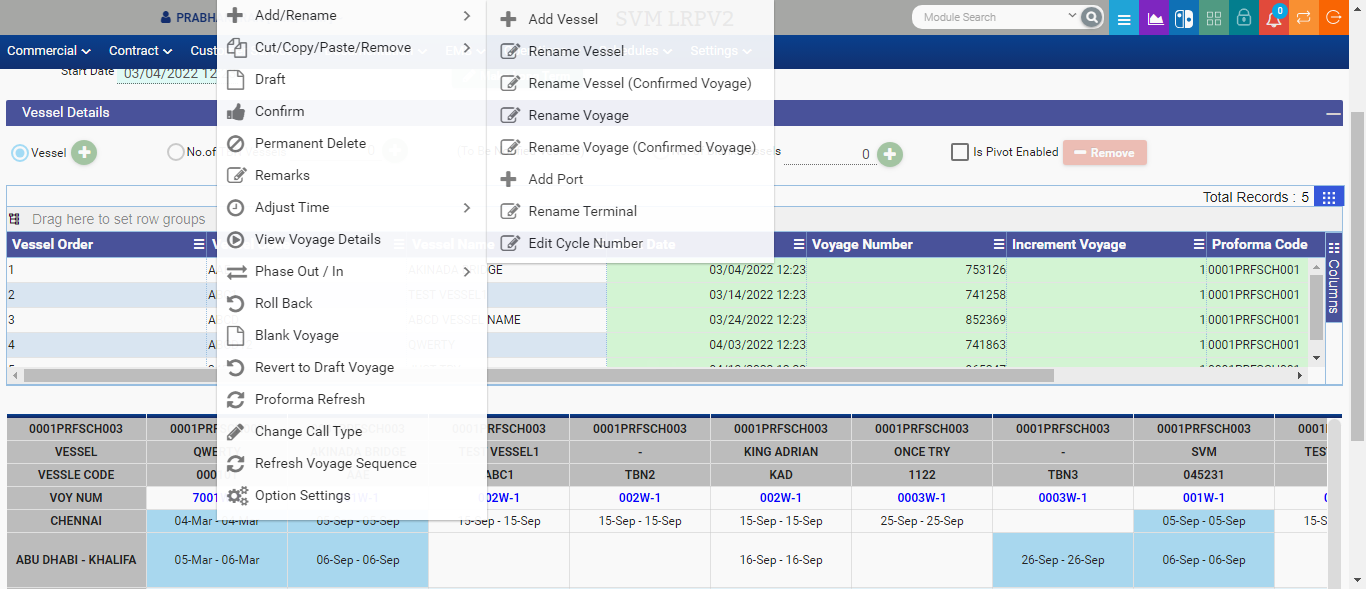 PRABHA
SVM LRPV2
Module Search
0
Commercial
Contract
Cust
Settings
Start Date 03/04/2022 12
Vessel Details
Vessel
No.of
0
Is Pivot Enabled
Remove
Total Records : 5
Drag here to set row groups
Vessel Order
Vessel Name
Date
Voyage Number
Increment Voyage
Proforma Code
Columns
1 AKINADA BRIDGE 03/04/2022 12:23 753126 1 0001PRFSCH001
2 TEST VESSEL1 03/14/2022 12:23 741258 1 0001PRFSCH001
3 ABCD VESSEL NAME 03/24/2022 12:23 852369 1 0001PRFSCH001
4 QWERTY 04/03/2022 12:23 741863 1 0001PRFSCH001
Add/Rename
Cut/Copy/Paste/Remove
Draft
Confirm
Permanent Delete
Remarks
Adjust Time
View Voyage Details
Phase Out / In
Roll Back
Blank Voyage
Revert to Draft Voyage
Proforma Refresh
Change Call Type
Refresh Voyage Sequence
Option Settings
Add Vessel
Rename Vessel
Rename Vessel (Confirmed Voyage)
Rename Voyage
Rename Voyage (Confirmed Voyage)
Add Port
Rename Terminal
Edit Cycle Number
0001PRFSCH003 0001PRF 0001PRFSCH003 0001PRFSCH003 0001PRFSCH003 0001PRFSCH003 0001PRFSCH003 0001PRFSCH003 0001
VESSEL QWE AKINADA BRIDGE TEST VESSEL1 - KING ADRIAN ONCE TRY - SVM TES
VESSLE CODE 000 ABC1 TBN2 KAD 1122 TBN3 045231
VOY NUM 7001 W-1 002W-1 002W-1 002W-1 0003W-1 0003W-1 001W-1
CHENNAI 04-Mar - 04-Mar 05-Sep - 05-Sep 15-Sep - 15-Sep 15-Sep - 15-Sep 15-Sep - 15-Sep 25-Sep - 25-Sep 05-Sep - 05-Sep 15-S
ABU DHABI - KHALIFA 05-Mar - 06-Mar 06-Sep - 06-Sep 16-Sep - 16-Sep 26-Sep - 26-Sep 06-Sep - 06-Sep